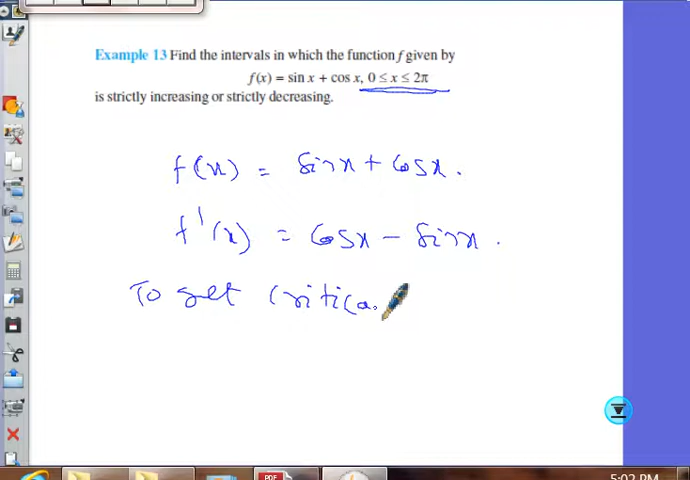 Example 13 Find the intervals in which the function f given by
f(x) = sin x + cos x, 0 ≤ x ≤ 2π
is strictly increasing or strictly decreasing.
f(x) = sinx + cosx.
f'(x) = cosx - sinx.
To get critica
PDF
5:02 PM